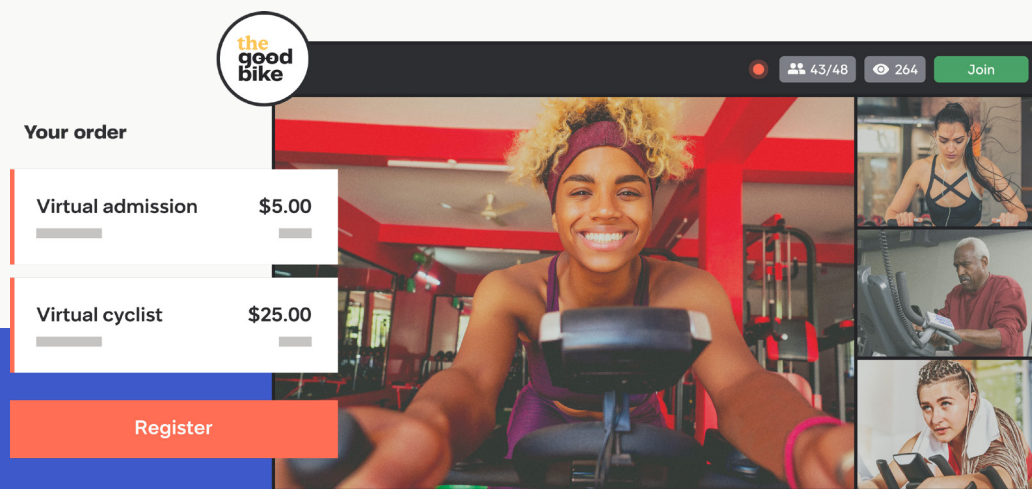 the
good
bike
43/48
264
Join
Your order
Virtual admission $5.00
Virtual cyclist $25.00
Register